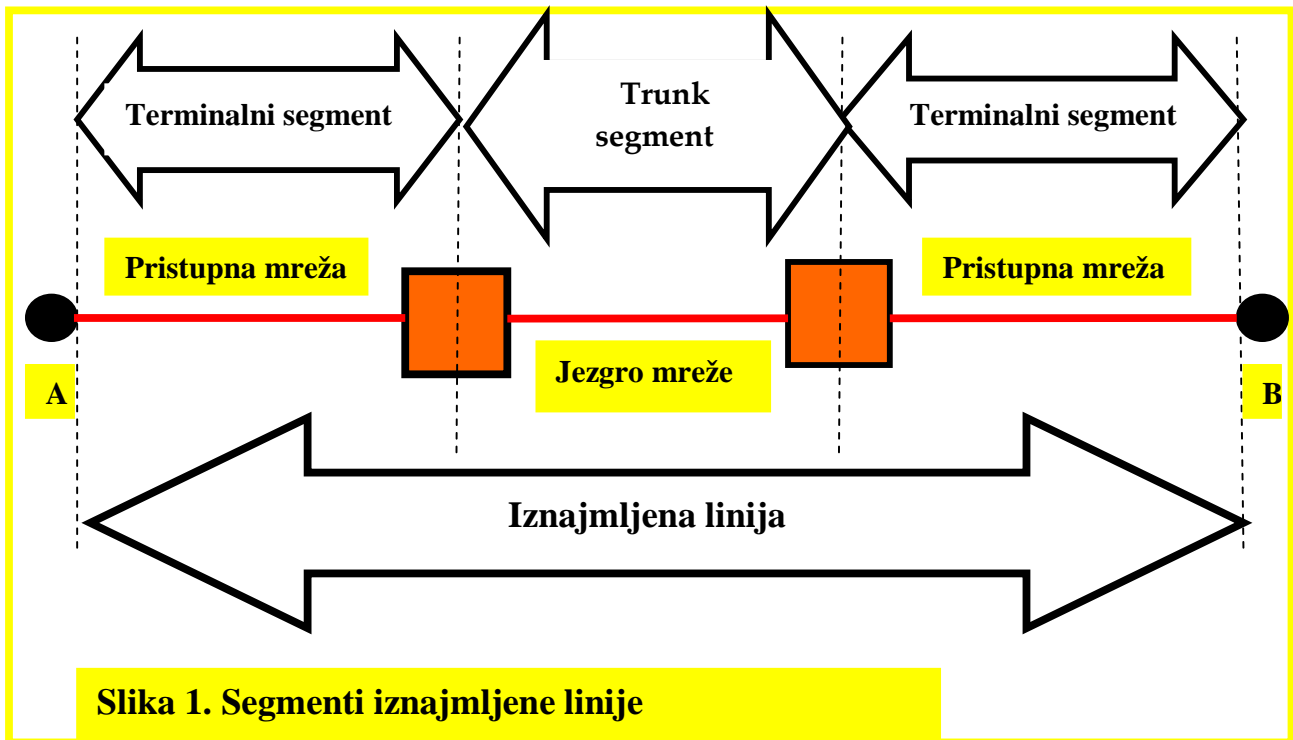 Terminalni segment
Trunk
segment
Terminalni segment
Pristupna mreža
Pristupna mreža
Jezgro mreže
A
B
Iznajmljena linija
Slika 1. Segmenti iznajmljene linije